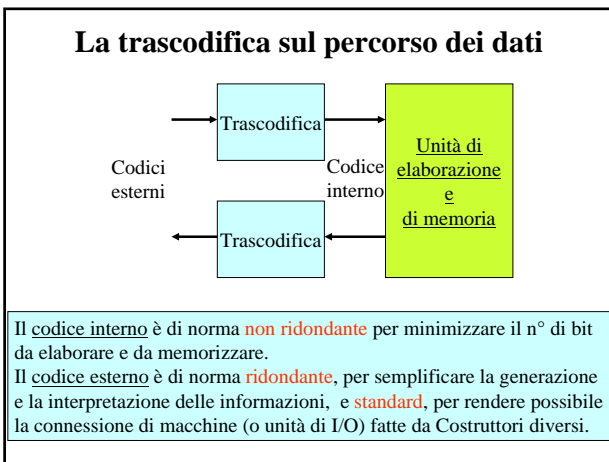 La trascodifica sul percorso dei dati
Trascodifica
Codici
esterni
Codice
interno
Unità di
elaborazione
e
di memoria
Trascodifica
Il codice interno è di norma non ridondante per minimizzare il n° di bit
da elaborare e da memorizzare.
Il codice esterno è di norma ridondante, per semplificare la generazione
e la interpretazione delle informazioni, e standard, per rendere possibile
la connessione di macchine (o unità di I/O) fatte da Costruttori diversi.